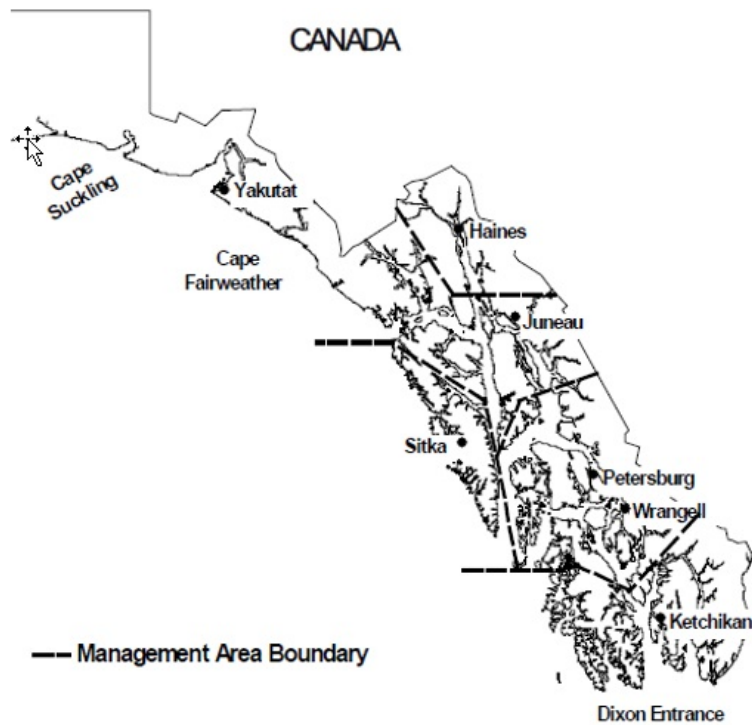 CANADA
Cape
Suckling
Yakutat
Haines
Cape
Fairweather
Juneau
Sitka
Petersburg
Wrangell
Ketchikan
Management Area Boundary
Dixon Entrance